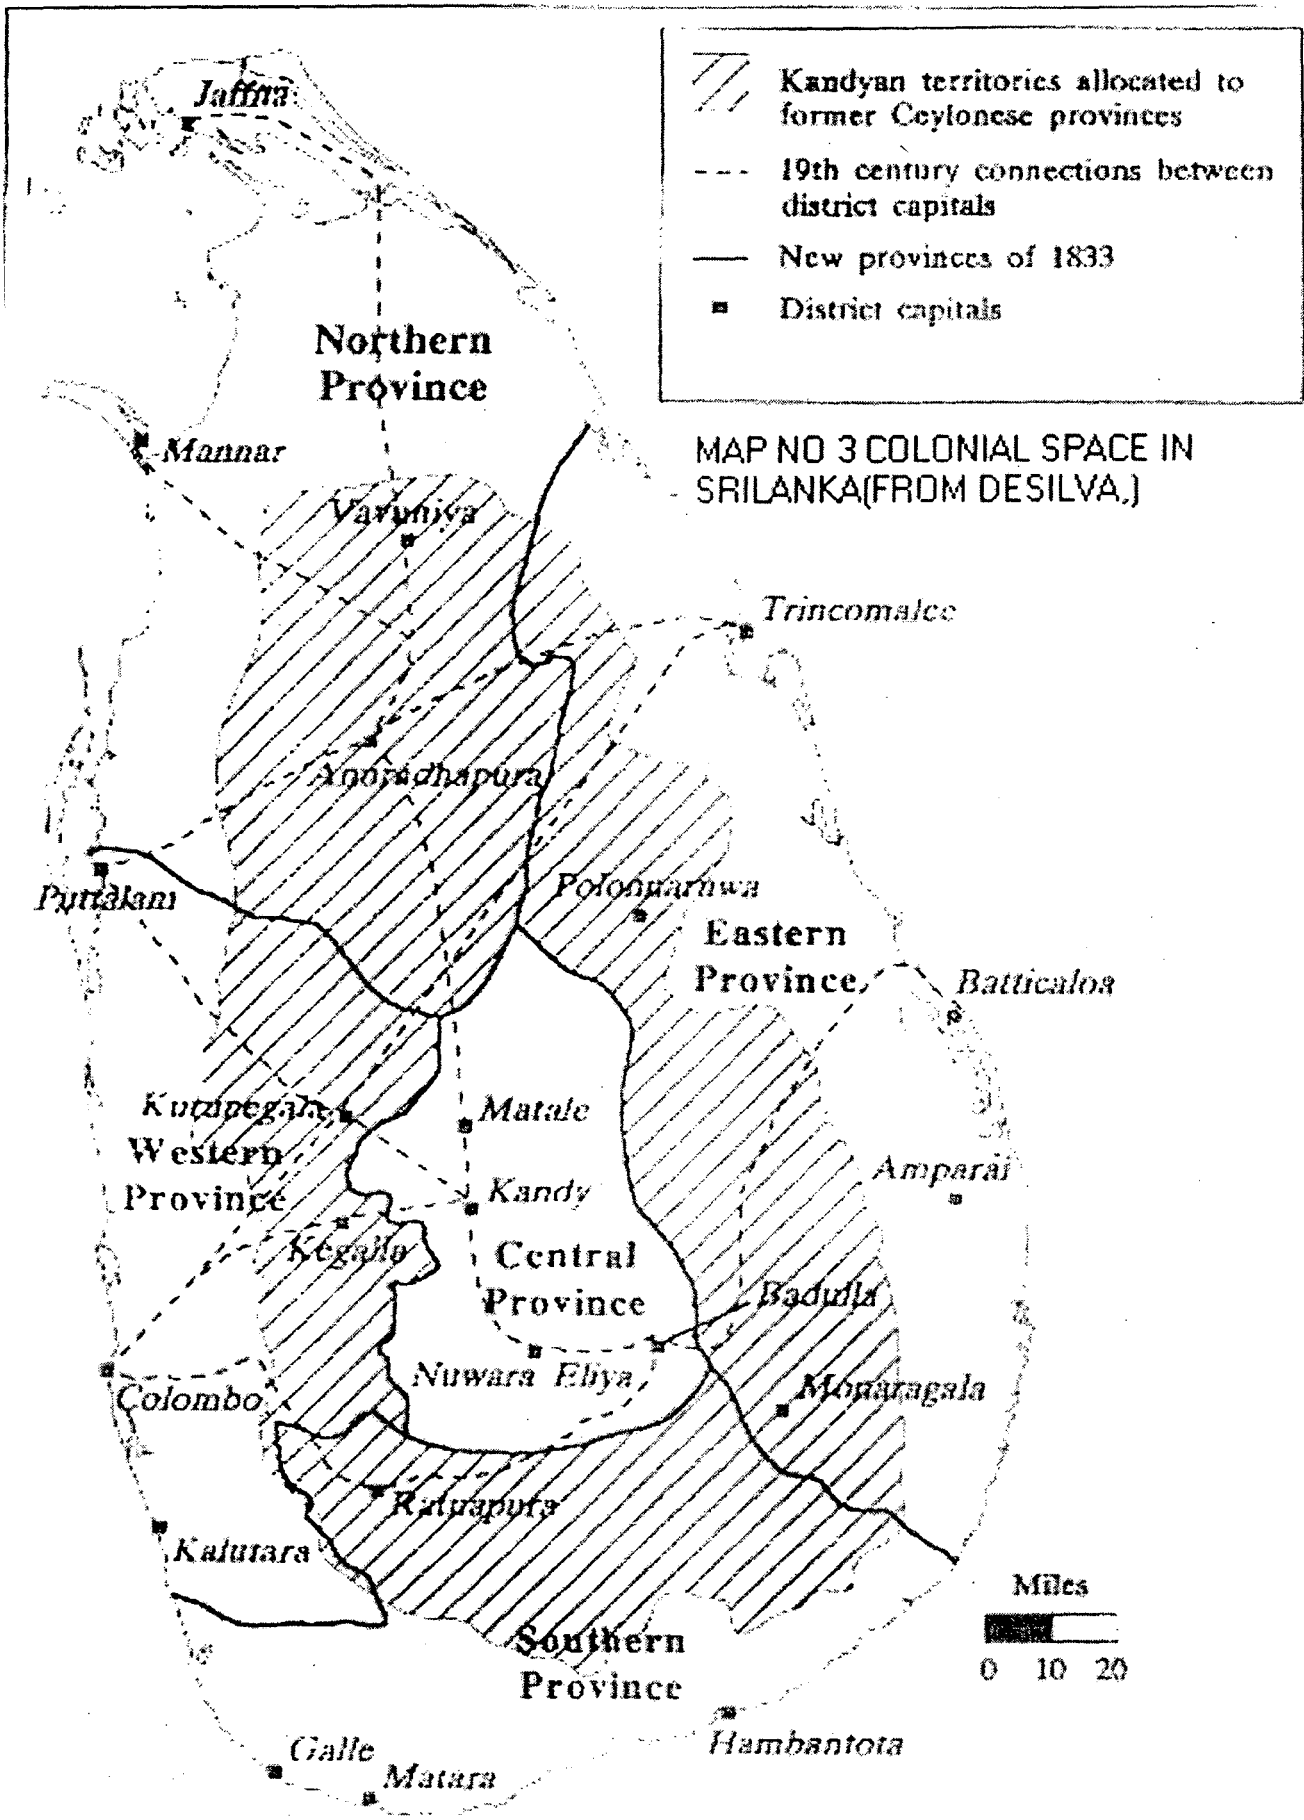 Jaffna
Kandyan territories allocated to
former Ceylonese provinces
19th century connections between
district capitals
New provinces of 1833
District capitals
Northern
Province
Mannar
MAP NO 3 COLONIAL SPACE IN
SRILANKA(FROM DESILVA,)
Vavuniya
Trincomalee
Anuradhapura
Puttalam
Polonnaruwa
Eastern
Province
Batticaloa
Kurunegala
Matale
Western
Province
Amparai
Kandy
Kegalla
Central
Province
Badulla
Nuwara Eliya
Colombo
Monaragala
Ratnapura
Kalutara
Miles
0 10 20
Southern
Province
Hambantota
Galle
Matara